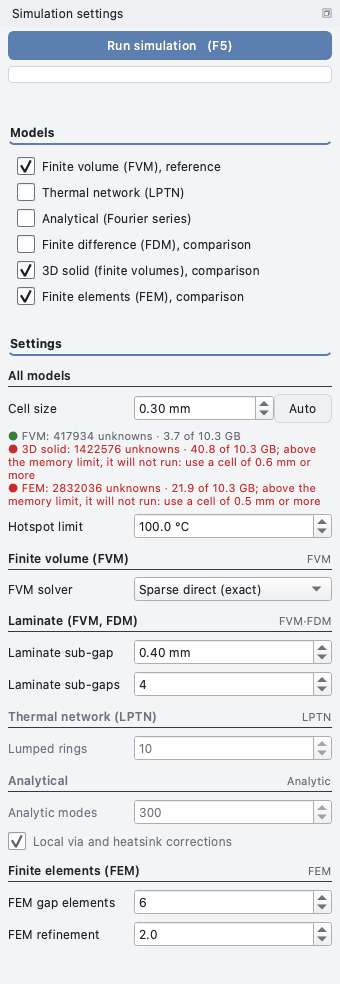 Simulation settings
Run simulation (F5)
Models
Finite volume (FVM), reference
Thermal network (LPTN)
Analytical (Fourier series)
Finite difference (FDM), comparison
3D solid (finite volumes), comparison
Finite elements (FEM), comparison
Settings
All models
Cell size 0.30 mm Auto
● FVM: 417934 unknowns · 3.7 of 10.3 GB
● 3D solid: 1422576 unknowns · 40.8 of 10.3 GB; above
the memory limit, it will not run: use a cell of 0.6 mm or
more
● FEM: 2832036 unknowns · 21.9 of 10.3 GB; above the
memory limit, it will not run: use a cell of 0.5 mm or more
Hotspot limit 100.0 °C
Finite volume (FVM) FVM
FVM solver Sparse direct (exact)
Laminate (FVM, FDM) FVM·FDM
Laminate sub-gap 0.40 mm
Laminate sub-gaps 4
Thermal network (LPTN) LPTN
Lumped rings 10
Analytical Analytic
Analytic modes 300
Local via and heatsink corrections
Finite elements (FEM) FEM
FEM gap elements 6
FEM refinement 2.0